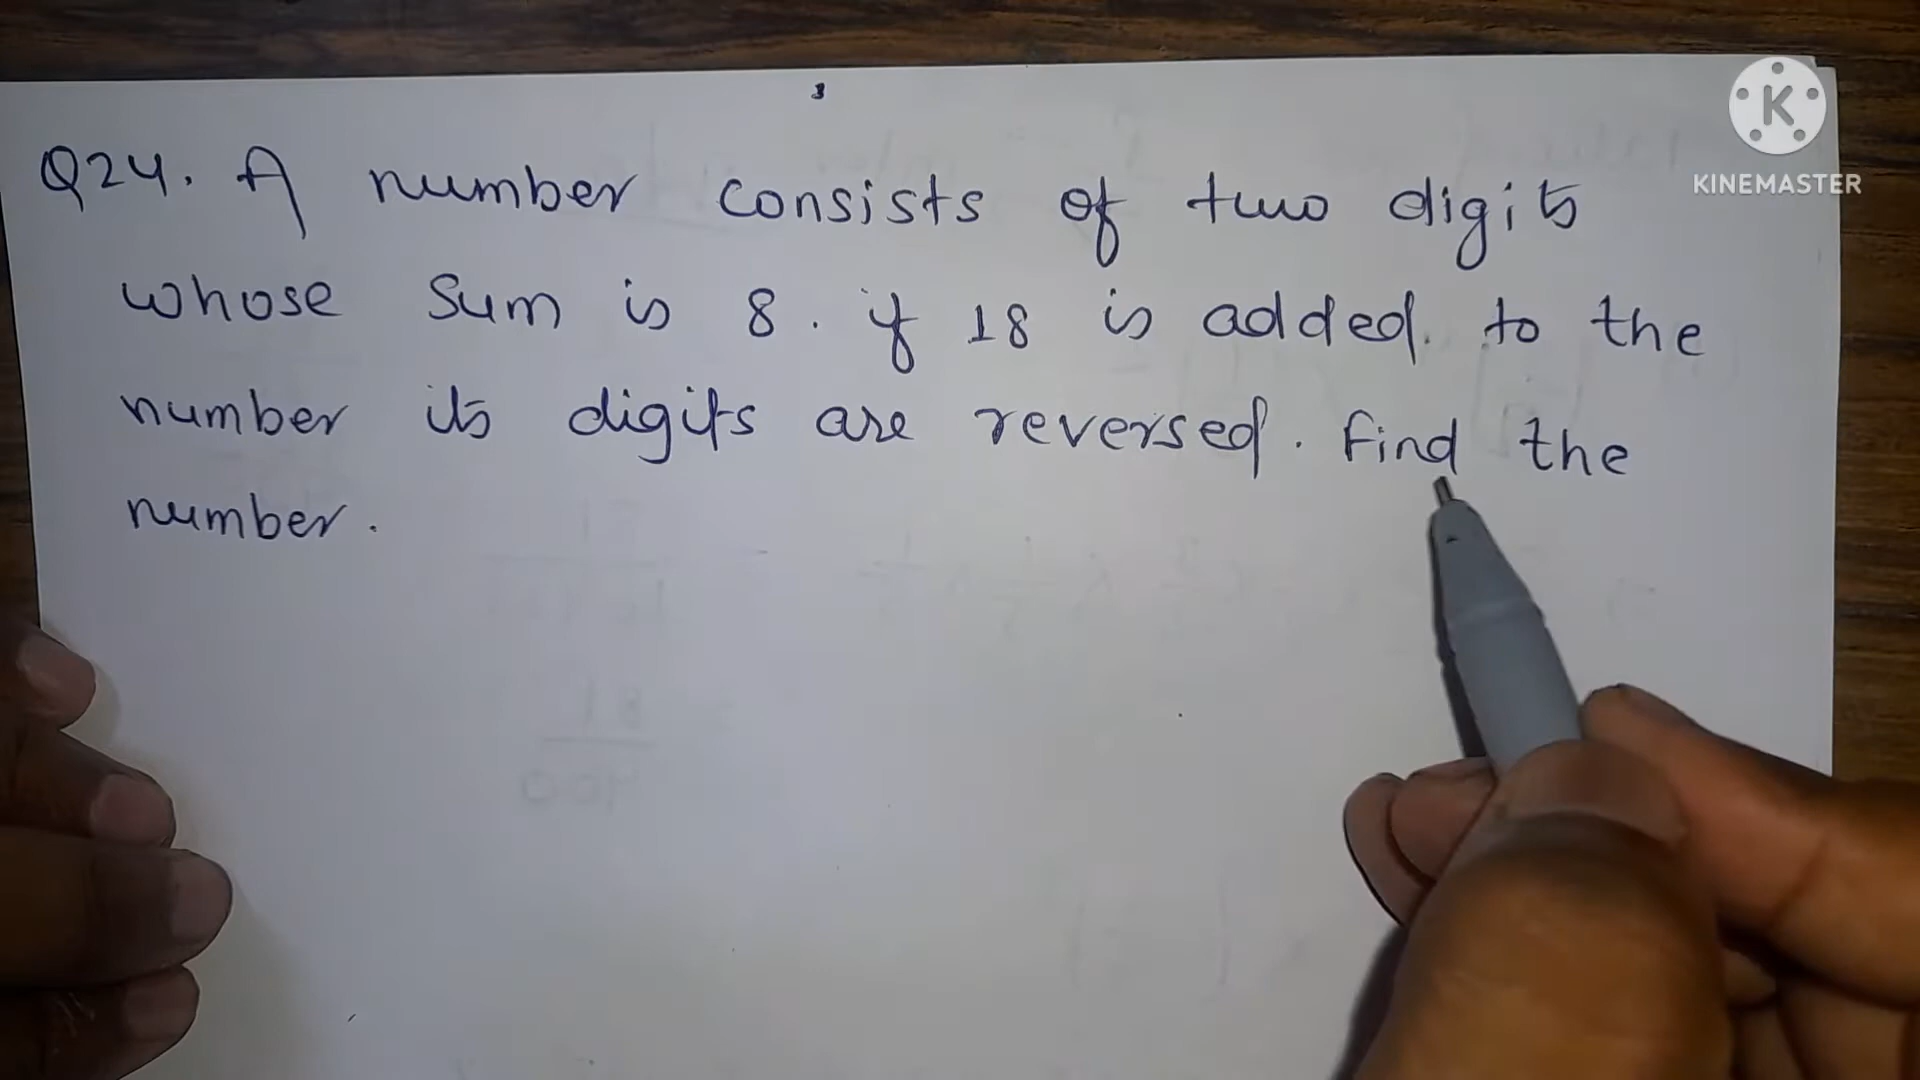 Q24. A number consists of two digits
whose sum is 8. if 18 is added. to the
number its digits are reversed. Find the
number.
K
KINEMASTER